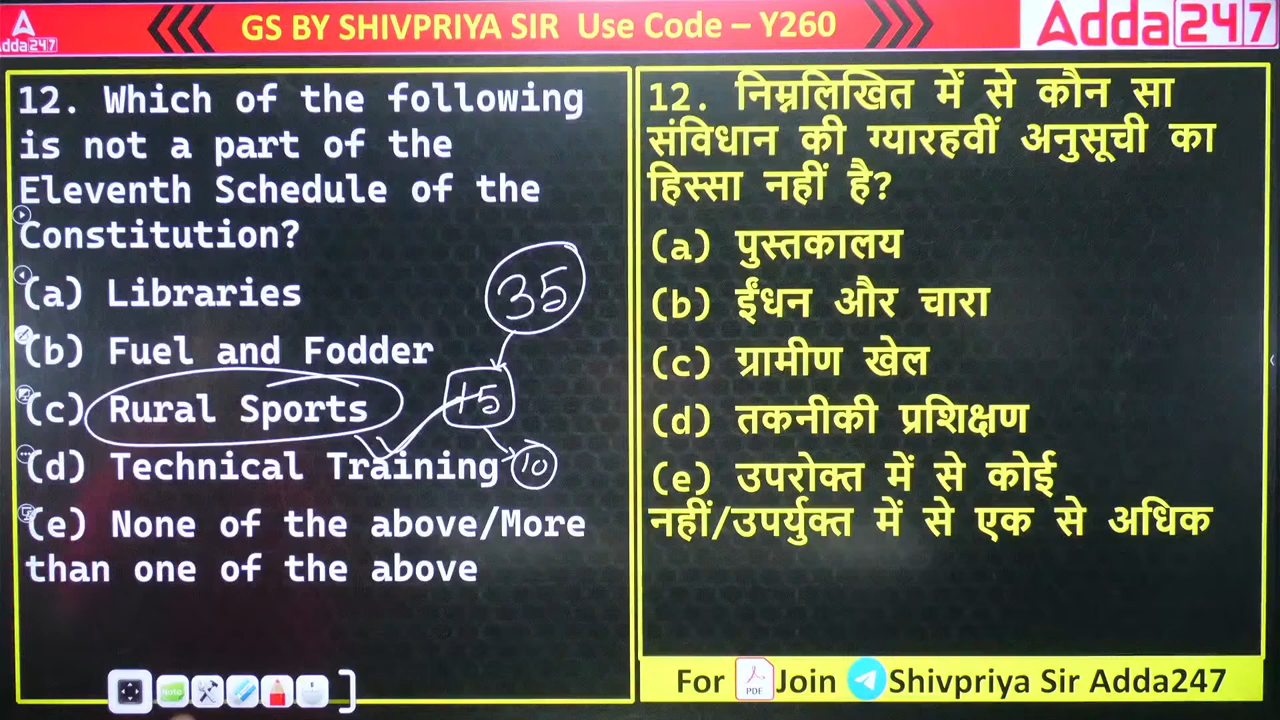 Adda247
GS BY SHIVPRIYA SIR Use Code – Y260
Adda247
12. Which of the following
is not a part of the
Eleventh Schedule of the
Constitution?
(a) Libraries
(b) Fuel and Fodder
(c) Rural Sports
(d) Technical Training
(e) None of the above/More
than one of the above
35
15
10
12. निम्नलिखित में से कौन सा
संविधान की ग्यारहवीं अनुसूची का
हिस्सा नहीं है?
(a) पुस्तकालय
(b) ईंधन और चारा
(c) ग्रामीण खेल
(d) तकनीकी प्रशिक्षण
(e) उपरोक्त में से कोई
नहीं/उपर्युक्त में से एक से अधिक
Note
For PDF Join Shivpriya Sir Adda247